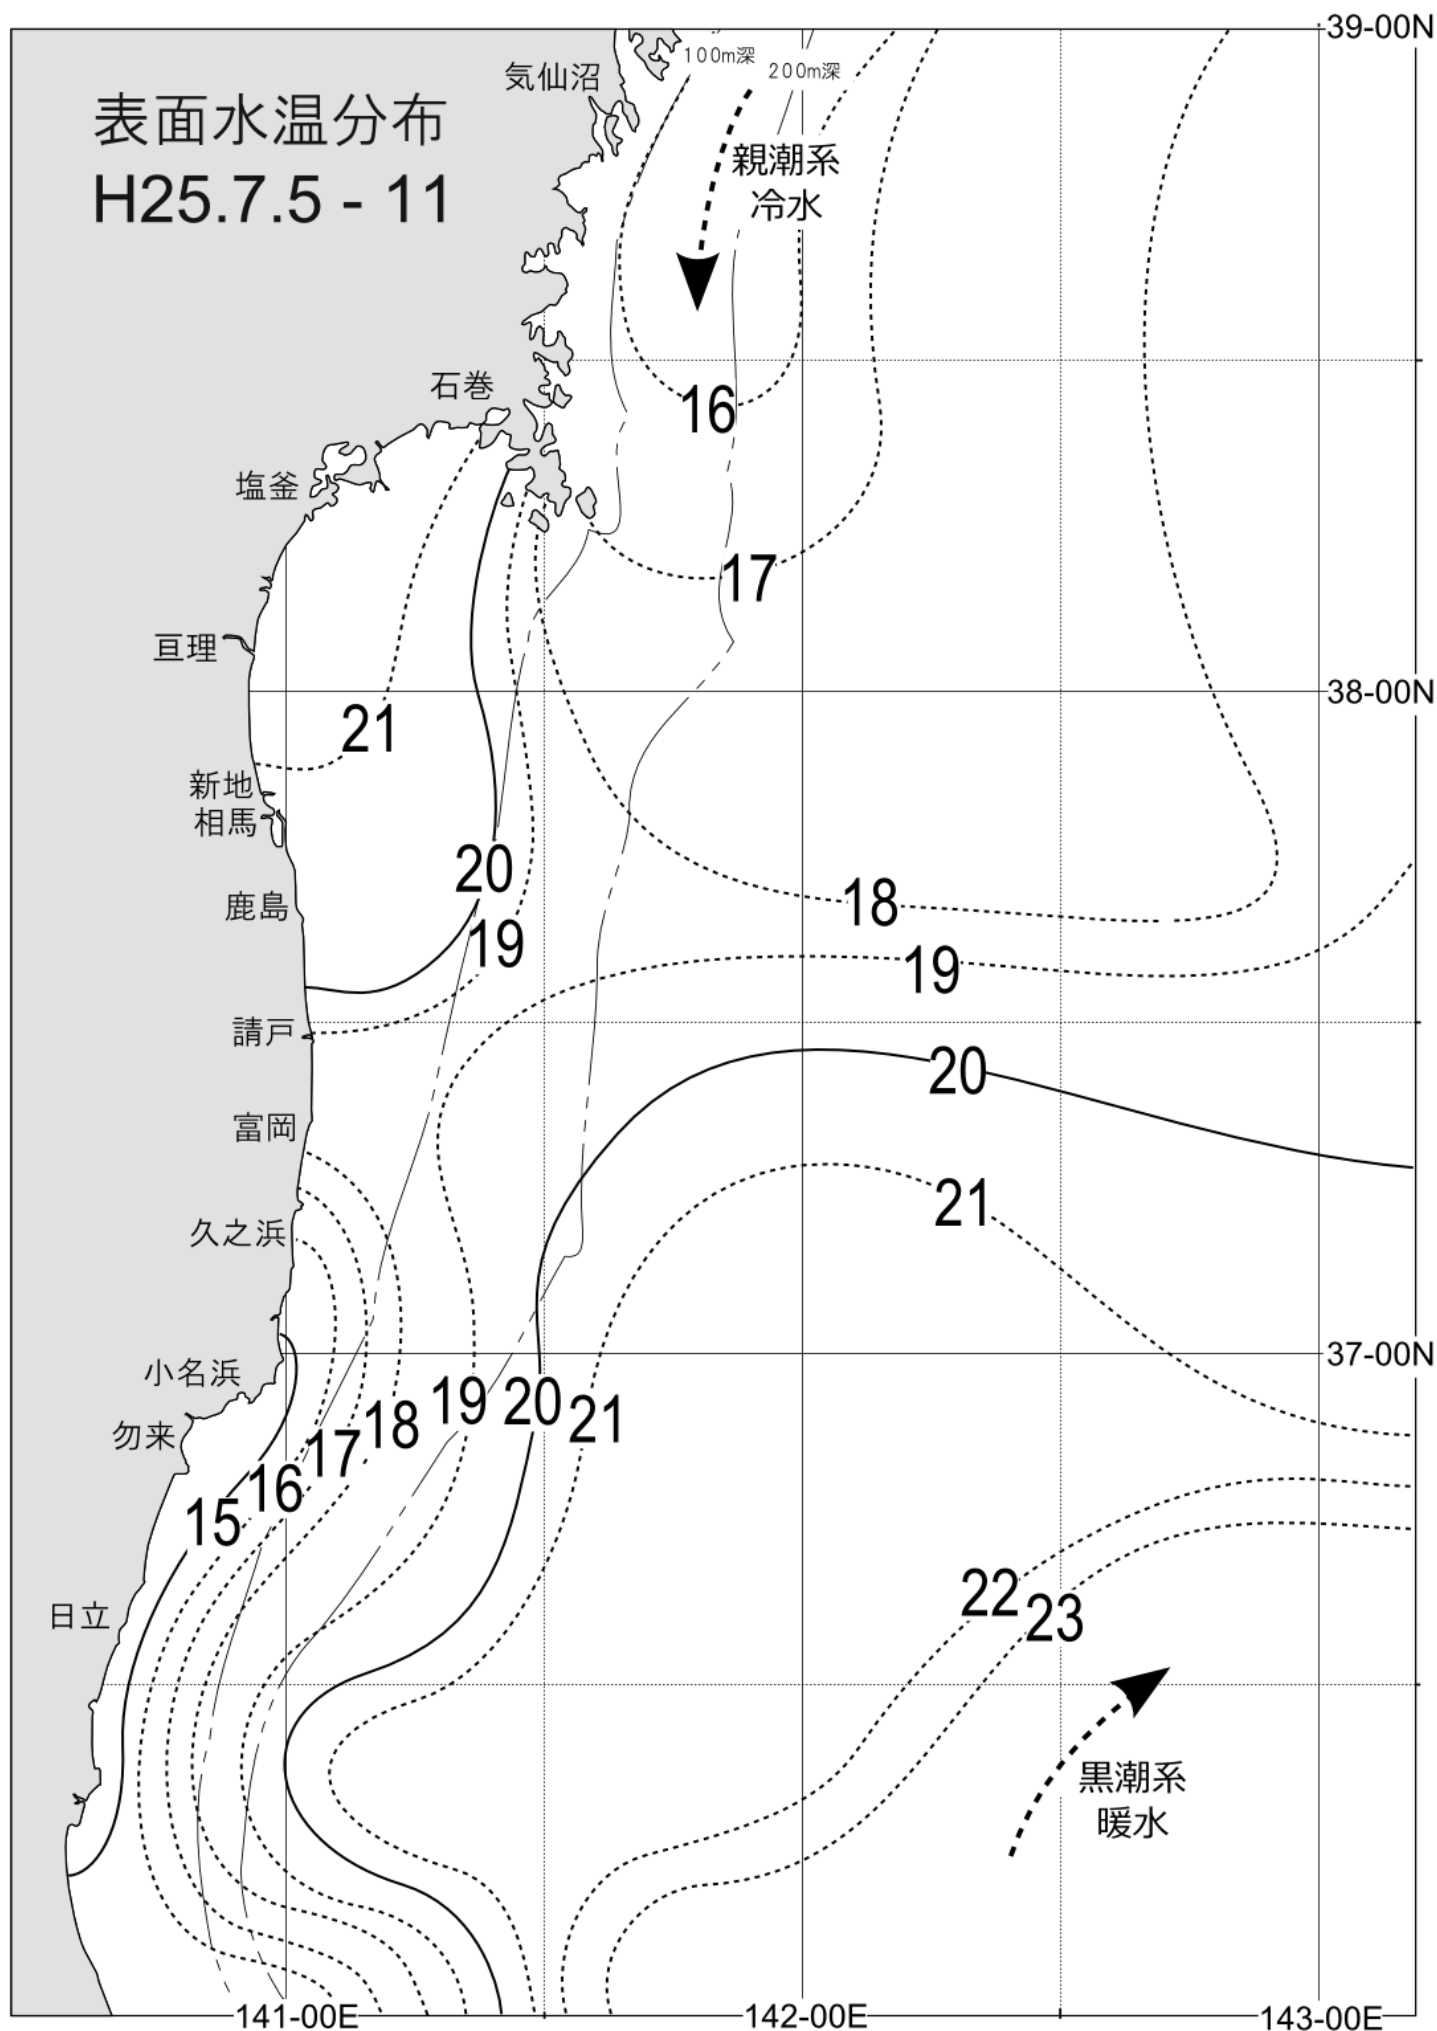 39-00N
100m深
200m深
気仙沼
表面水温分布
H25.7.5 - 11
親潮系
冷水
石巻
16
塩釜
17
亘理
38-00N
21
新地
相馬
20
18
鹿島
19
19
請戸
20
富岡
21
久之浜
37-00N
小名浜
19
20
21
18
勿来
17
16
15
22
23
日立
黒潮系
暖水
141-00E
142-00E
143-00E